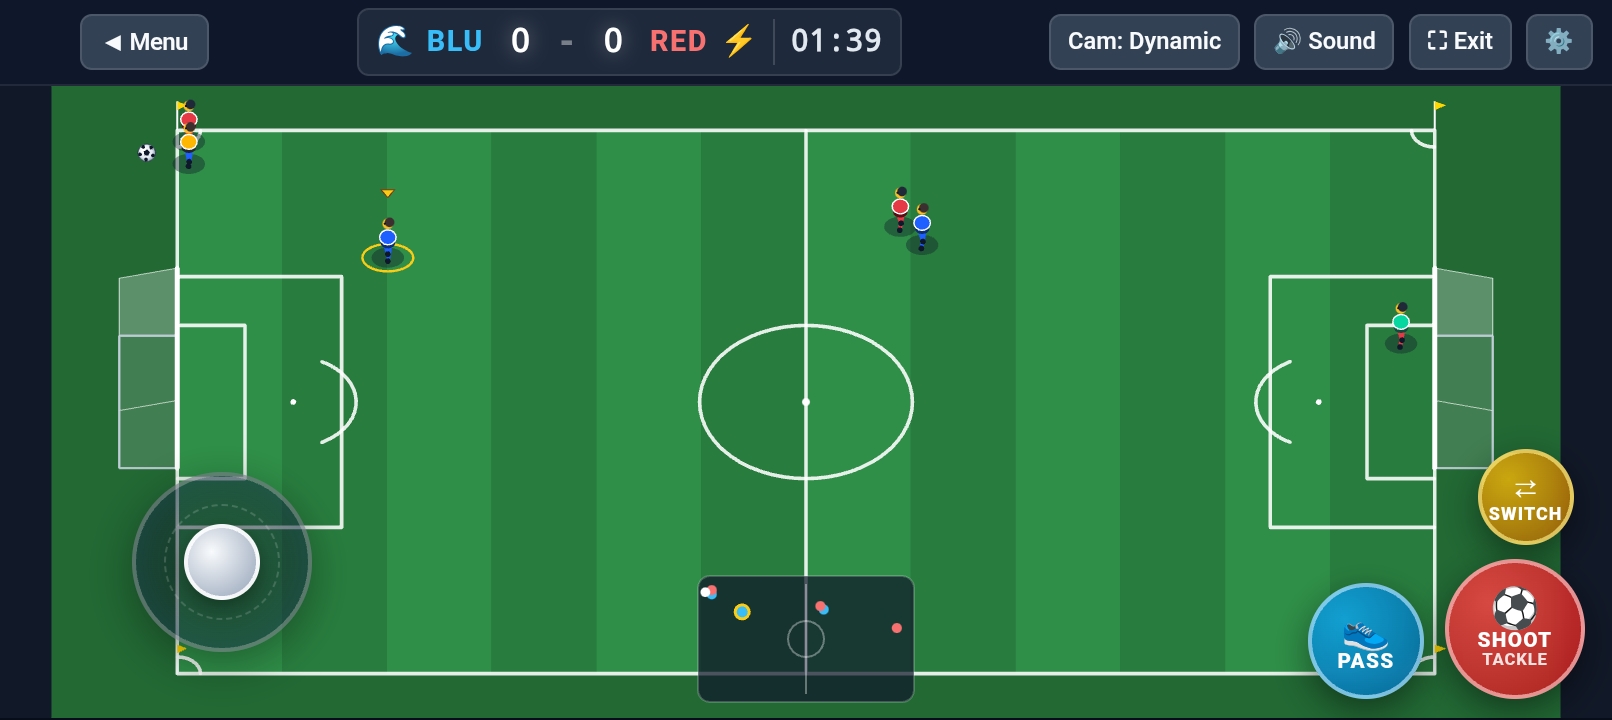 ◀ Menu
🌊 BLU 0 - 0 RED ⚡ 01:39
Cam: Dynamic
🔊 Sound
⛶ Exit
⚙️
⇄
SWITCH
PASS
SHOOT
TACKLE